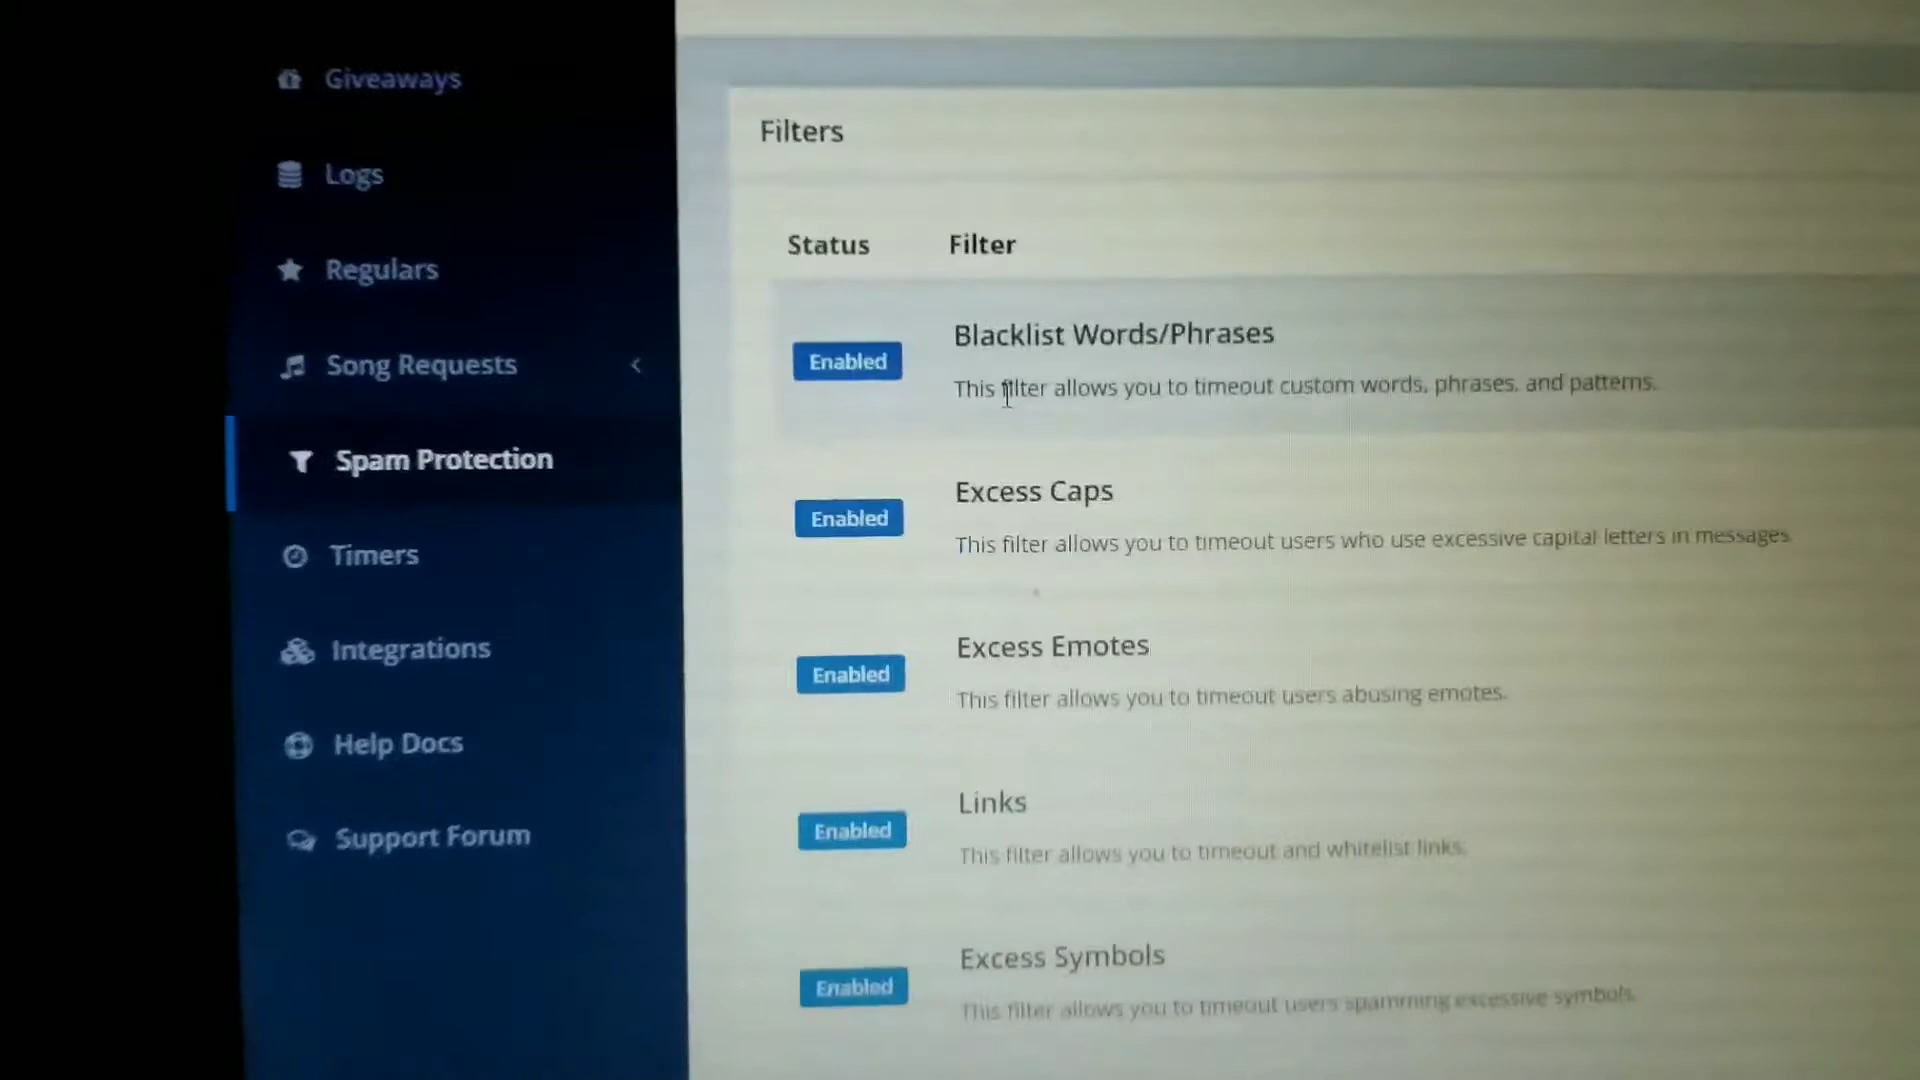 Giveaways
Logs
Regulars
Song Requests
Spam Protection
Timers
Integrations
Help Docs
Support Forum
Filters
Status Filter
Enabled
Blacklist Words/Phrases
This filter allows you to timeout custom words, phrases, and patterns.
Enabled
Excess Caps
This filter allows you to timeout users who use excessive capital letters in messages
Enabled
Excess Emotes
This filter allows you to timeout users abusing emotes.
Enabled
Links
This filter allows you to timeout and whitelist links.
Enabled
Excess Symbols
This filter allows you to timeout users spamming excessive symbols.